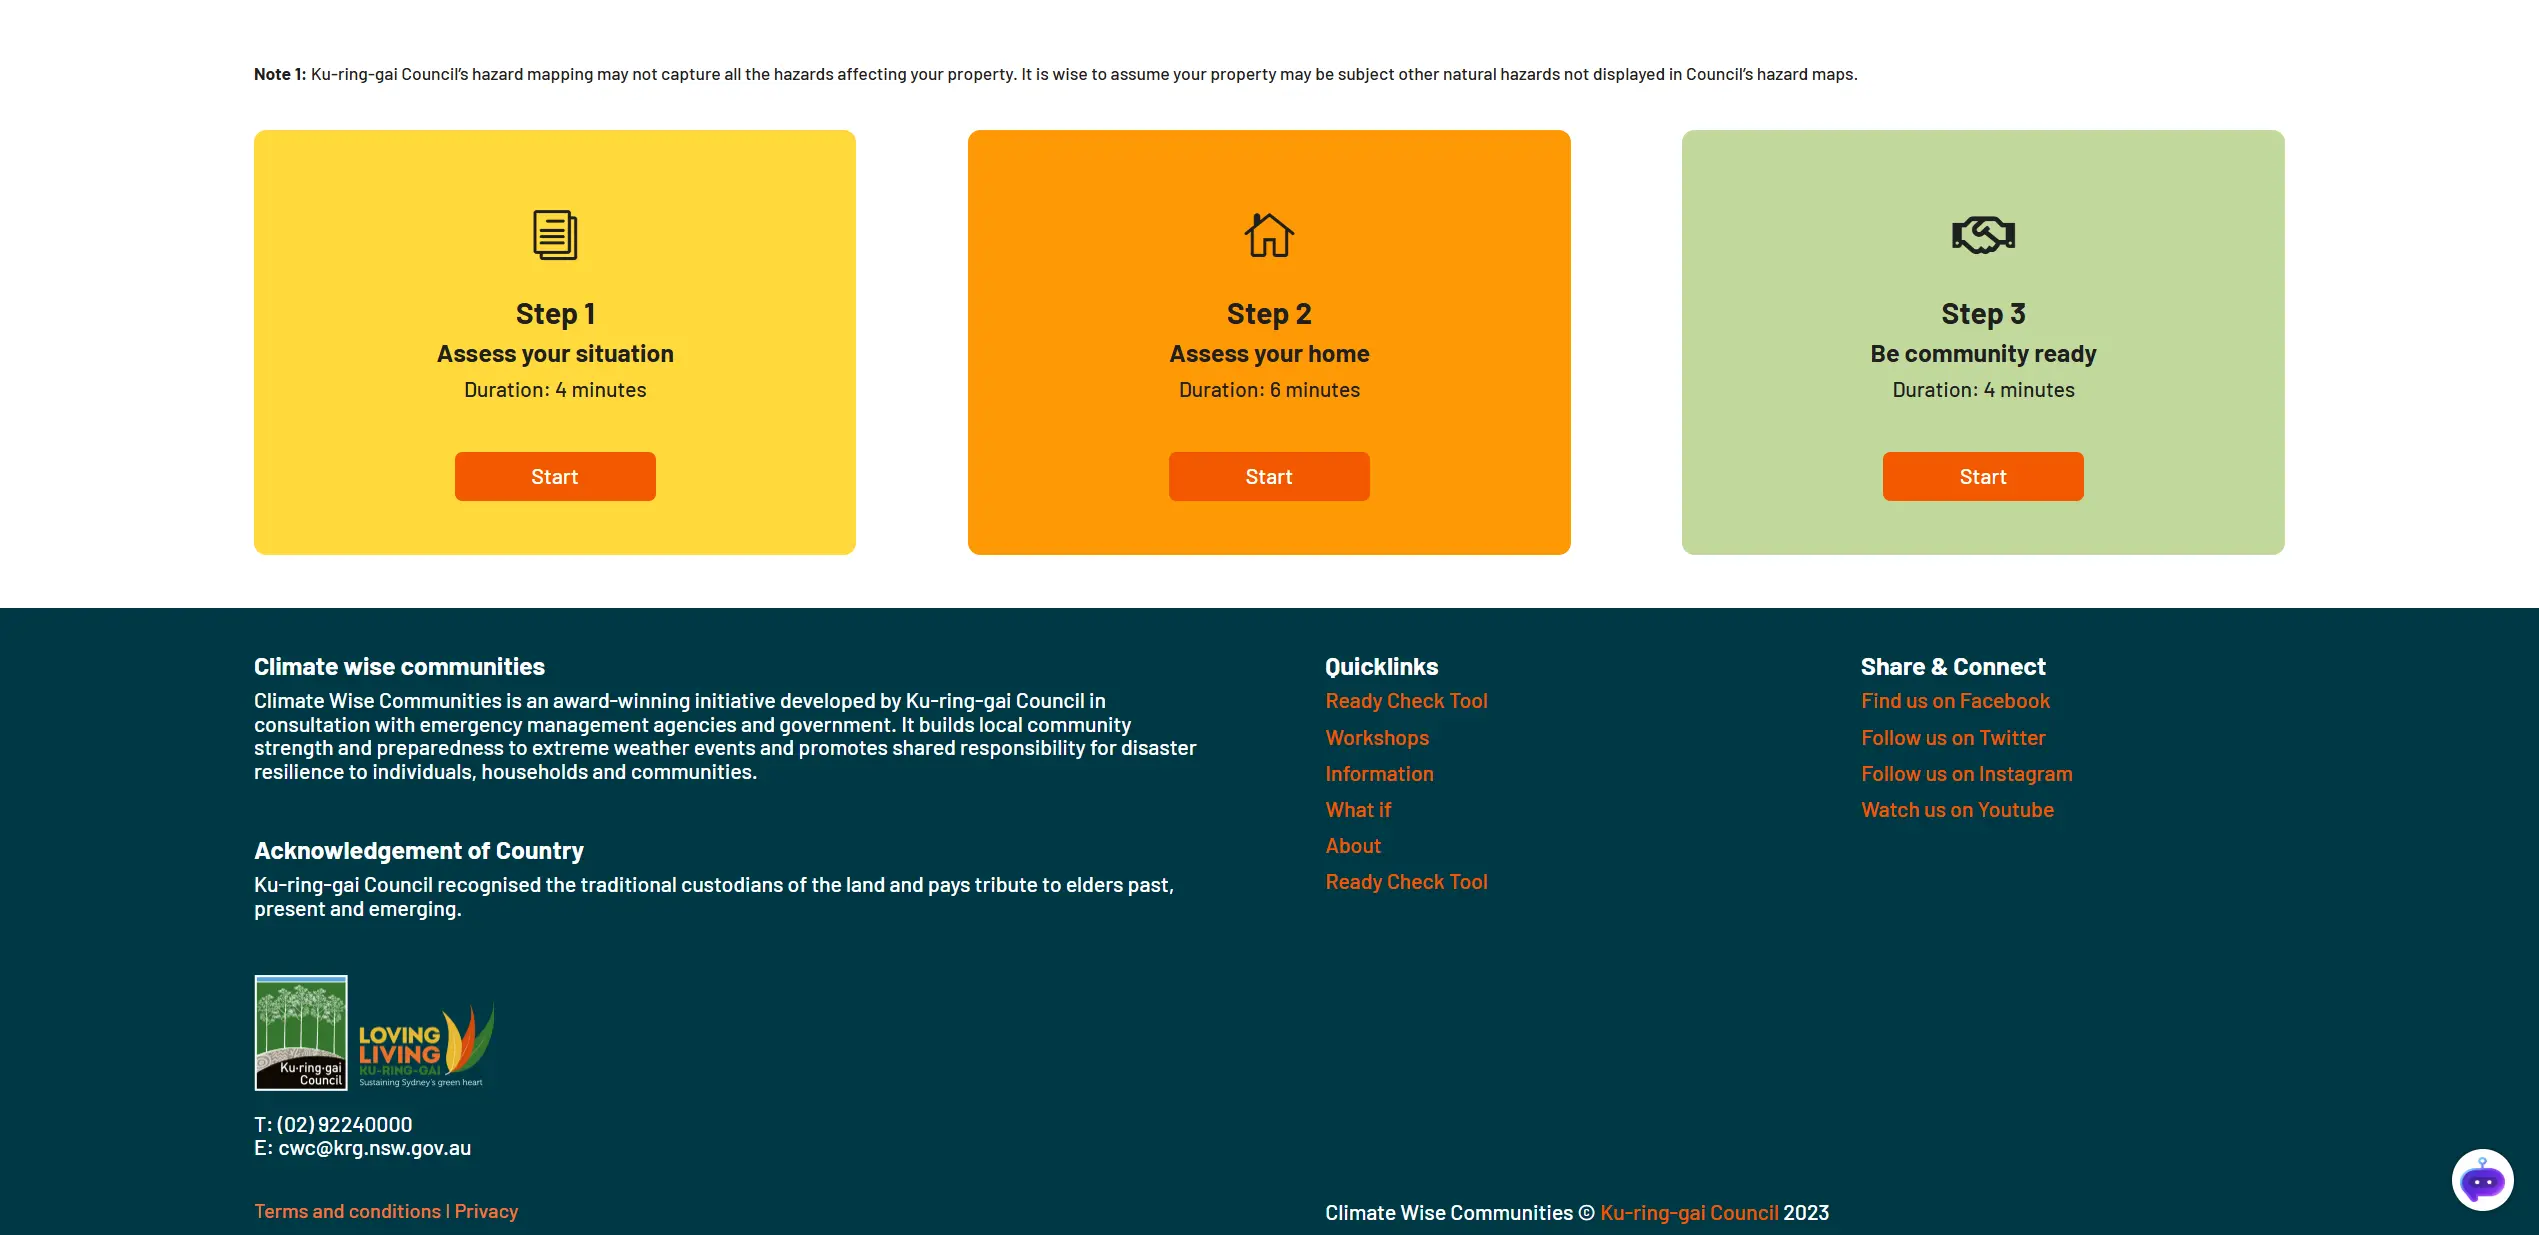 Note 1: Ku-ring-gai Council's hazard mapping may not capture all the hazards affecting your property. It is wise to assume your property may be subject other natural hazards not displayed in Council's hazard maps.
Step 1
Assess your situation
Duration: 4 minutes
Start
Step 2
Assess your home
Duration: 6 minutes
Start
Step 3
Be community ready
Duration: 4 minutes
Start
Climate wise communities
Climate Wise Communities is an award-winning initiative developed by Ku-ring-gai Council in
consultation with emergency management agencies and government. It builds local community
strength and preparedness to extreme weather events and promotes shared responsibility for disaster
resilience to individuals, households and communities.
Acknowledgement of Country
Ku-ring-gai Council recognised the traditional custodians of the land and pays tribute to elders past,
present and emerging.
Ku-ring-gai
Council
LOVING
LIVING
KU-RING-GAI
Sustaining Sydney's green heart
T: (02) 92240000
E: cwc@krg.nsw.gov.au
Terms and conditions | Privacy
Quicklinks
Ready Check Tool
Workshops
Information
What if
About
Ready Check Tool
Share & Connect
Find us on Facebook
Follow us on Twitter
Follow us on Instagram
Watch us on Youtube
Climate Wise Communities © Ku-ring-gai Council 2023